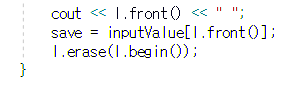 cout << l.front() << " ";
save = inputValue[l.front()];
l.erase(l.begin());
}